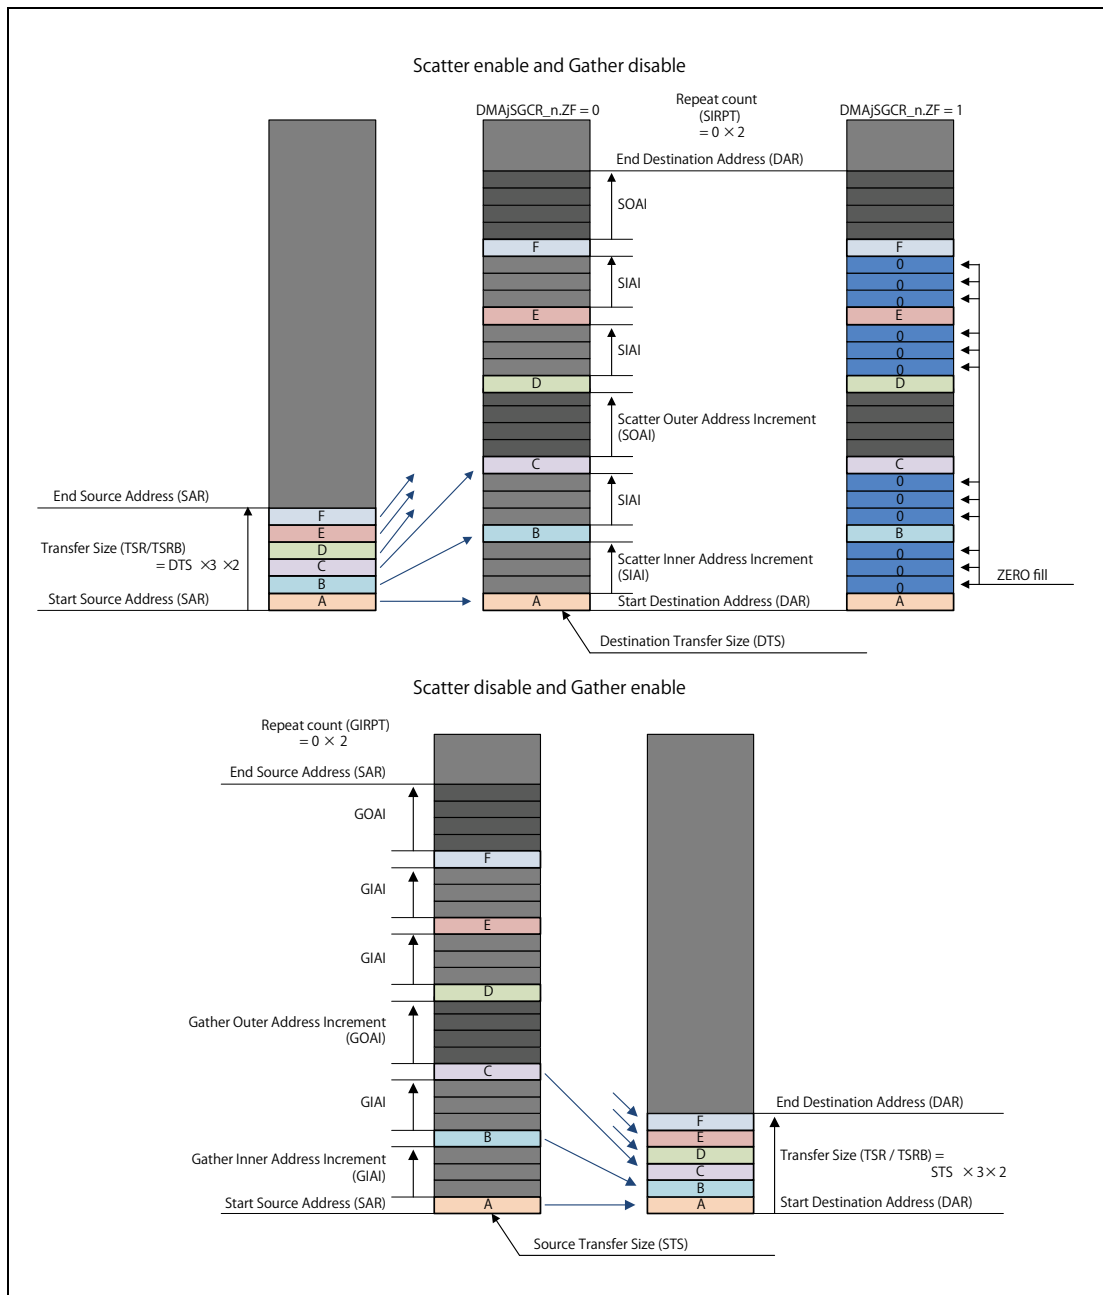 Scatter enable and Gather disable
DMAjSGCR_n.ZF = 0
Repeat count
(SIRPT)
= 0 × 2
DMAjSGCR_n.ZF = 1
End Destination Address (DAR)
SOAI
F
F
0
SIAI
0
0
E
E
0
SIAI
0
0
D
D
Scatter Outer Address Increment
(SOAI)
C
C
End Source Address (SAR)
0
SIAI
0
F
0
E
B
B
Transfer Size (TSR/TSRB)
= DTS ×3 ×2
D
0
Scatter Inner Address Increment
(SIAI)
C
0
B
0
ZERO fill
Start Source Address (SAR)
A
A
Start Destination Address (DAR)
A
Destination Transfer Size (DTS)
Scatter disable and Gather enable
Repeat count (GIRPT)
= 0 × 2
End Source Address (SAR)
GOAI
F
GIAI
E
GIAI
D
Gather Outer Address Increment
(GOAI)
C
End Destination Address (DAR)
GIAI
F
B
E
Gather Inner Address Increment
(GIAI)
D
Transfer Size (TSR / TSRB) =
STS ×3×2
C
B
Start Source Address (SAR)
A
A
Start Destination Address (DAR)
Source Transfer Size (STS)